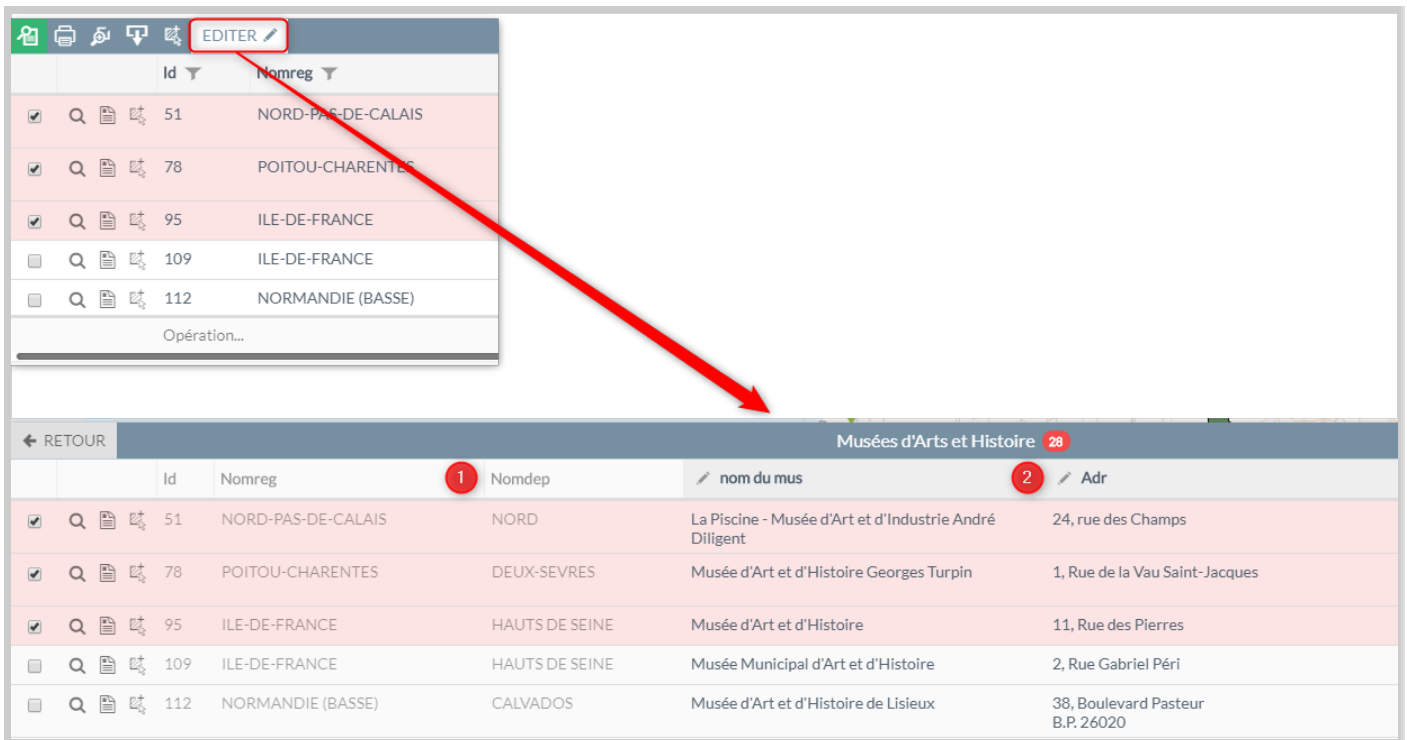 EDITER
Id Nomreg
51 NORD-PAS-DE-CALAIS
78 POITOU-CHARENTES
95 ILE-DE-FRANCE
109 ILE-DE-FRANCE
112 NORMANDIE (BASSE)
Opération...
RETOUR Musées d'Arts et Histoire 28
Id Nomreg 1 Nomdep nom du mus 2 Adr
51 NORD-PAS-DE-CALAIS NORD La Piscine - Musée d'Art et d'Industrie André 24, rue des Champs
Diligent
78 POITOU-CHARENTES DEUX-SEVRES Musée d'Art et d'Histoire Georges Turpin 1, Rue de la Vau Saint-Jacques
95 ILE-DE-FRANCE HAUTS DE SEINE Musée d'Art et d'Histoire 11, Rue des Pierres
109 ILE-DE-FRANCE HAUTS DE SEINE Musée Municipal d'Art et d'Histoire 2, Rue Gabriel Péri
112 NORMANDIE (BASSE) CALVADOS Musée d'Art et d'Histoire de Lisieux 38, Boulevard Pasteur
B.P. 26020